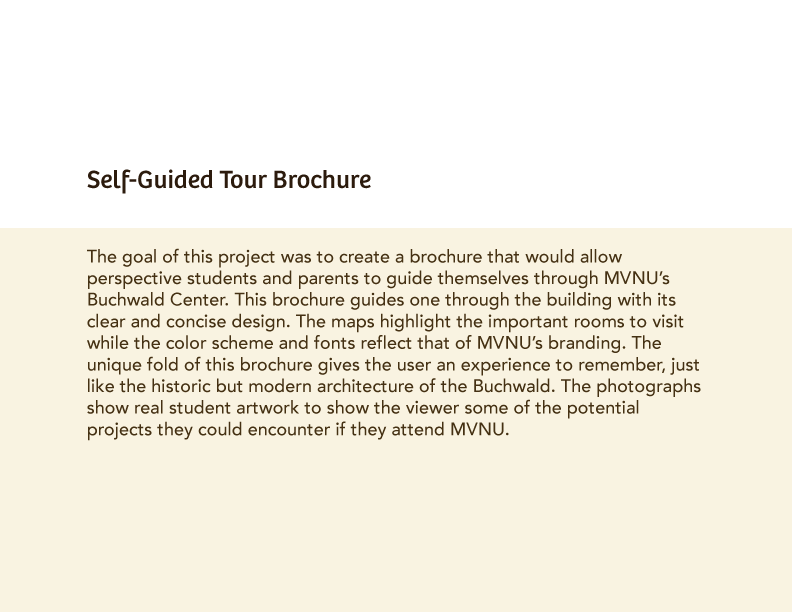 Self-Guided Tour Brochure
The goal of this project was to create a brochure that would allow
perspective students and parents to guide themselves through MVNU’s
Buchwald Center. This brochure guides one through the building with its
clear and concise design. The maps highlight the important rooms to visit
while the color scheme and fonts reflect that of MVNU’s branding. The
unique fold of this brochure gives the user an experience to remember, just
like the historic but modern architecture of the Buchwald. The photographs
show real student artwork to show the viewer some of the potential
projects they could encounter if they attend MVNU.